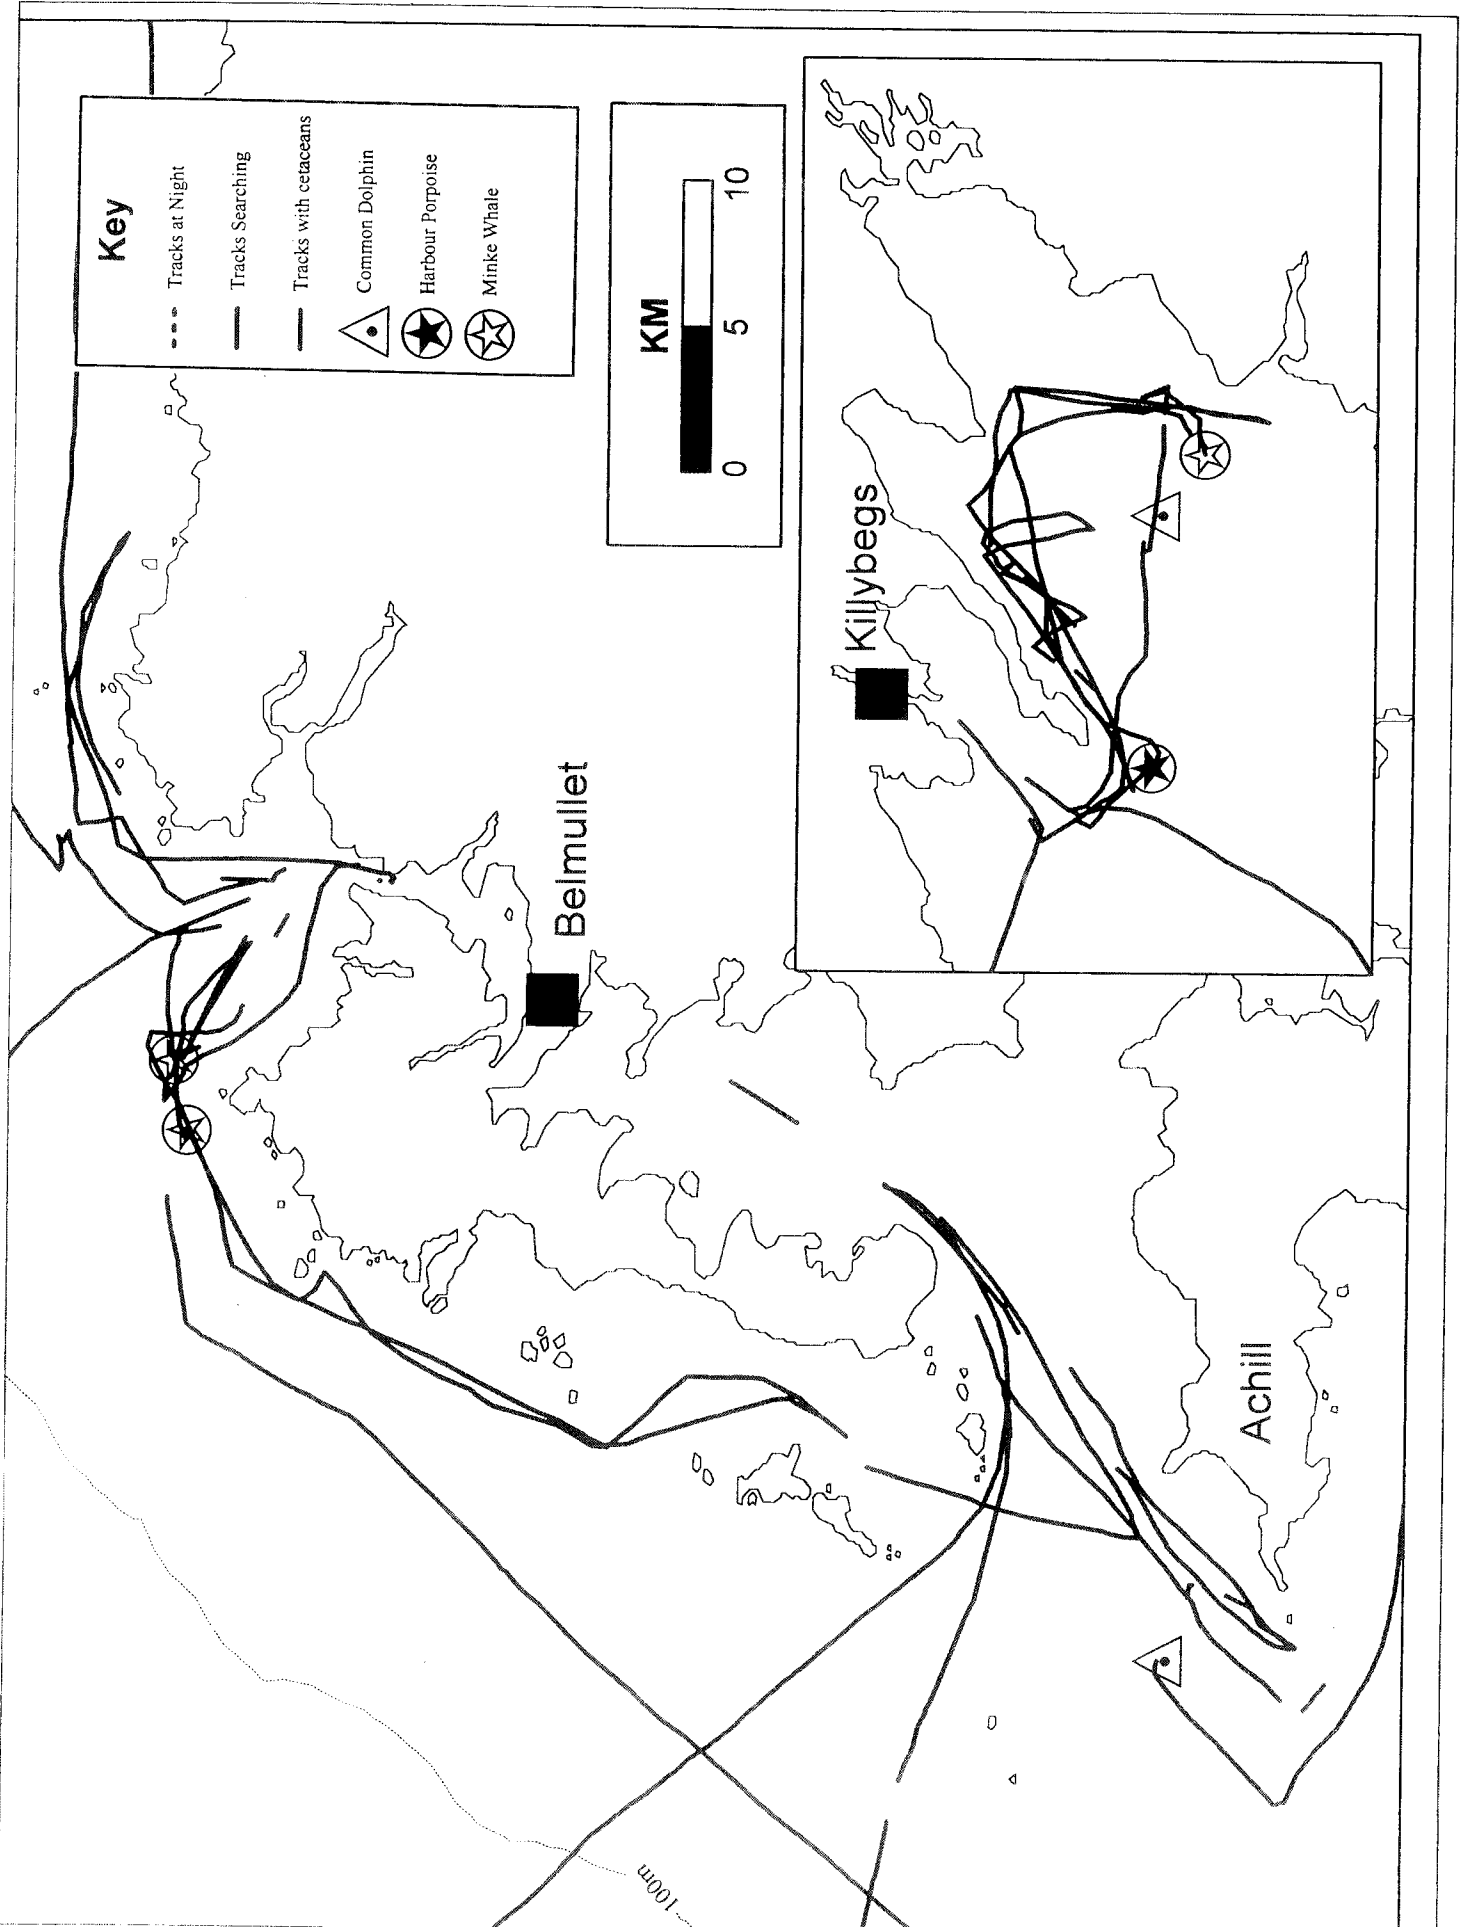 Key
Tracks at Night
Tracks Searching
Tracks with cetaceans
Common Dolphin
Harbour Porpoise
Minke Whale
KM
0 5 10
Killybegs
Belmullet
Achill
100m